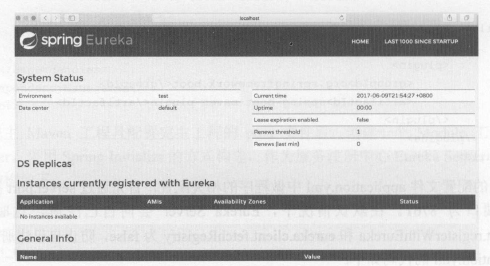 localhost
spring Eureka
HOME LAST 1000 SINCE STARTUP
System Status
Environment test
Data center default
Current time 2017-06-09T21:54:27 +0800
Uptime 00:00
Lease expiration enabled false
Renews threshold 1
Renews (last min) 0
DS Replicas
Instances currently registered with Eureka
Application AMIs Availability Zones Status
No instances available
General Info
Name Value